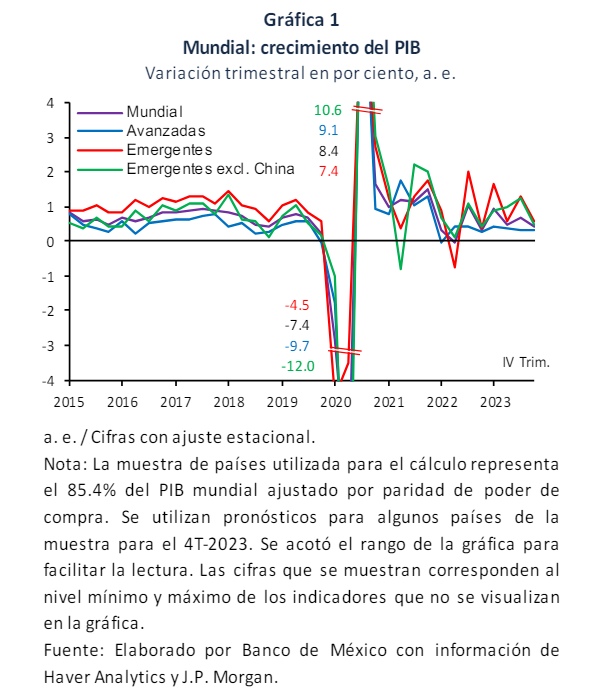 Gráfica 1
Mundial: crecimiento del PIB
Variación trimestral en por ciento, a. e.
4
3
2
1
0
-1
-2
-3
-4
Mundial
Avanzadas
Emergentes
Emergentes excl. China
10.6
9.1
8.4
7.4
-4.5
-7.4
-9.7
-12.0
IV Trim.
2015 2016 2017 2018 2019 2020 2021 2022 2023
a. e. / Cifras con ajuste estacional.
Nota: La muestra de países utilizada para el cálculo representa
el 85.4% del PIB mundial ajustado por paridad de poder de
compra. Se utilizan pronósticos para algunos países de la
muestra para el 4T-2023. Se acotó el rango de la gráfica para
facilitar la lectura. Las cifras que se muestran corresponden al
nivel mínimo y máximo de los indicadores que no se visualizan
en la gráfica.
Fuente: Elaborado por Banco de México con información de
Haver Analytics y J.P. Morgan.